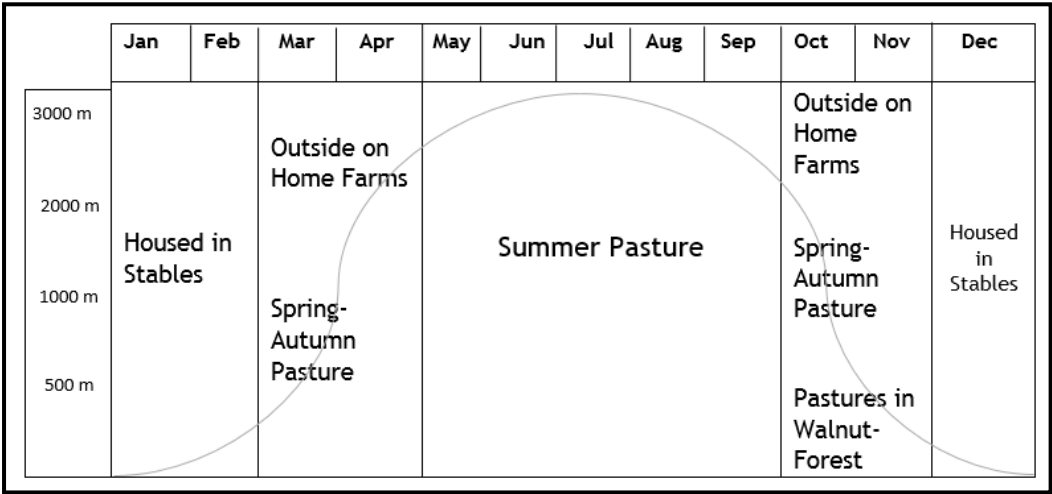 Jan Feb Mar Apr May Jun Jul Aug Sep Oct Nov Dec
3000 m
2000 m
1000 m
500 m
Housed in
Stables
Outside on
Home Farms
Spring-
Autumn
Pasture
Summer Pasture
Outside on
Home
Farms
Spring-
Autumn
Pasture
Pastures in
Walnut-
Forest
Housed
in
Stables